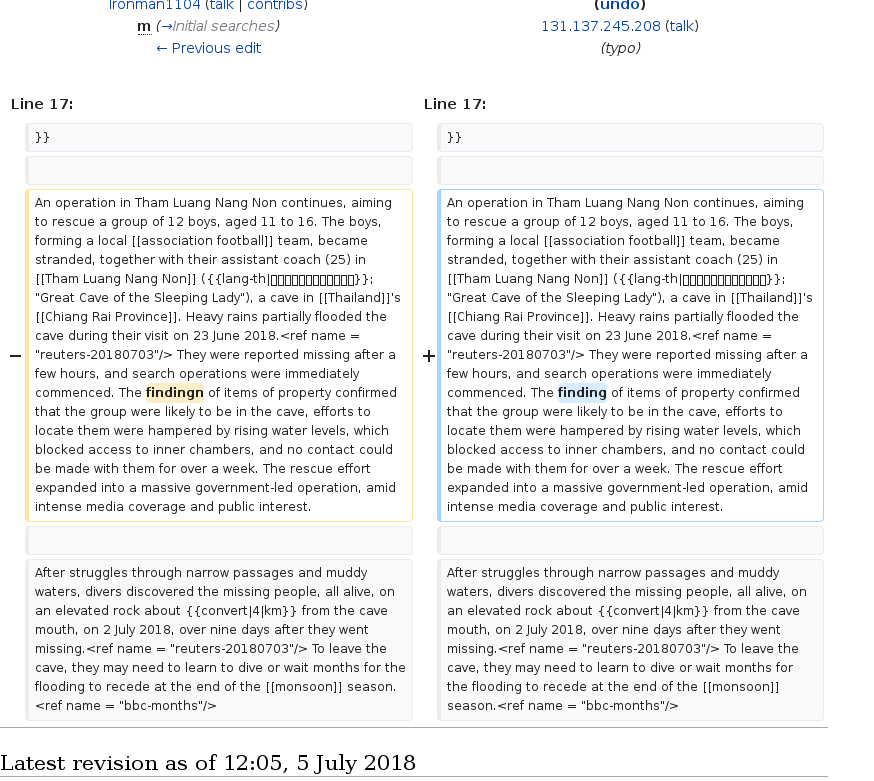 Ironman1104 (talk | contribs)
m (→Initial searches)
← Previous edit
(undo)
131.137.245.208 (talk)
(typo)
Line 17:
}}
An operation in Tham Luang Nang Non continues, aiming
to rescue a group of 12 boys, aged 11 to 16. The boys,
forming a local [[association football]] team, became
stranded, together with their assistant coach (25) in
[[Tham Luang Nang Non]] ({{lang-th|▯▯▯▯▯▯▯▯▯▯▯▯}};
"Great Cave of the Sleeping Lady"), a cave in [[Thailand]]'s
[[Chiang Rai Province]]. Heavy rains partially flooded the
cave during their visit on 23 June 2018.<ref name =
− "reuters-20180703"/> They were reported missing after a
few hours, and search operations were immediately
commenced. The findingn of items of property confirmed
that the group were likely to be in the cave, efforts to
locate them were hampered by rising water levels, which
blocked access to inner chambers, and no contact could
be made with them for over a week. The rescue effort
expanded into a massive government-led operation, amid
intense media coverage and public interest.
After struggles through narrow passages and muddy
waters, divers discovered the missing people, all alive, on
an elevated rock about {{convert|4|km}} from the cave
mouth, on 2 July 2018, over nine days after they went
missing.<ref name = "reuters-20180703"/> To leave the
cave, they may need to learn to dive or wait months for the
flooding to recede at the end of the [[monsoon]] season.
<ref name = "bbc-months"/>
Line 17:
}}
An operation in Tham Luang Nang Non continues, aiming
to rescue a group of 12 boys, aged 11 to 16. The boys,
forming a local [[association football]] team, became
stranded, together with their assistant coach (25) in
[[Tham Luang Nang Non]] ({{lang-th|▯▯▯▯▯▯▯▯▯▯▯▯}};
"Great Cave of the Sleeping Lady"), a cave in [[Thailand]]'s
[[Chiang Rai Province]]. Heavy rains partially flooded the
cave during their visit on 23 June 2018.<ref name =
+ "reuters-20180703"/> They were reported missing after a
few hours, and search operations were immediately
commenced. The finding of items of property confirmed
that the group were likely to be in the cave, efforts to
locate them were hampered by rising water levels, which
blocked access to inner chambers, and no contact could
be made with them for over a week. The rescue effort
expanded into a massive government-led operation, amid
intense media coverage and public interest.
After struggles through narrow passages and muddy
waters, divers discovered the missing people, all alive, on
an elevated rock about {{convert|4|km}} from the cave
mouth, on 2 July 2018, over nine days after they went
missing.<ref name = "reuters-20180703"/> To leave the
cave, they may need to learn to dive or wait months for
the flooding to recede at the end of the [[monsoon]]
season.<ref name = "bbc-months"/>
Latest revision as of 12:05, 5 July 2018